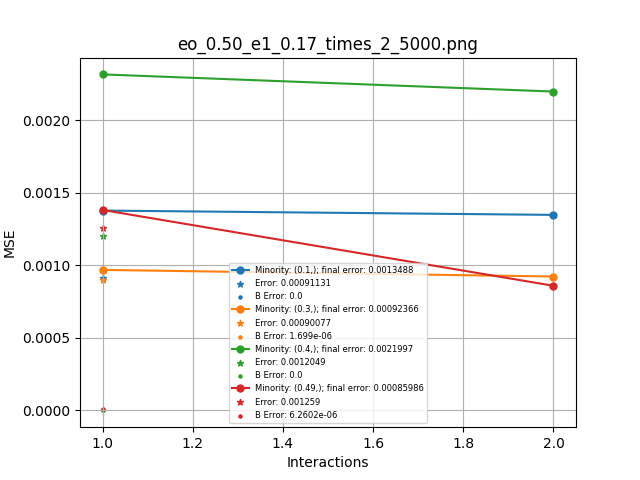 eo_0.50_e1_0.17_times_2_5000.png
MSE
0.0020
0.0015
0.0010
0.0005
0.0000
Minority: (0.1,); final error: 0.0013488
Error: 0.00091131
B Error: 0.0
Minority: (0.3,); final error: 0.00092366
Error: 0.00090077
B Error: 1.699e-06
Minority: (0.4,); final error: 0.0021997
Error: 0.0012049
B Error: 0.0
Minority: (0.49,); final error: 0.00085986
Error: 0.001259
B Error: 6.2602e-06
1.0 1.2 1.4 1.6 1.8 2.0
Interactions